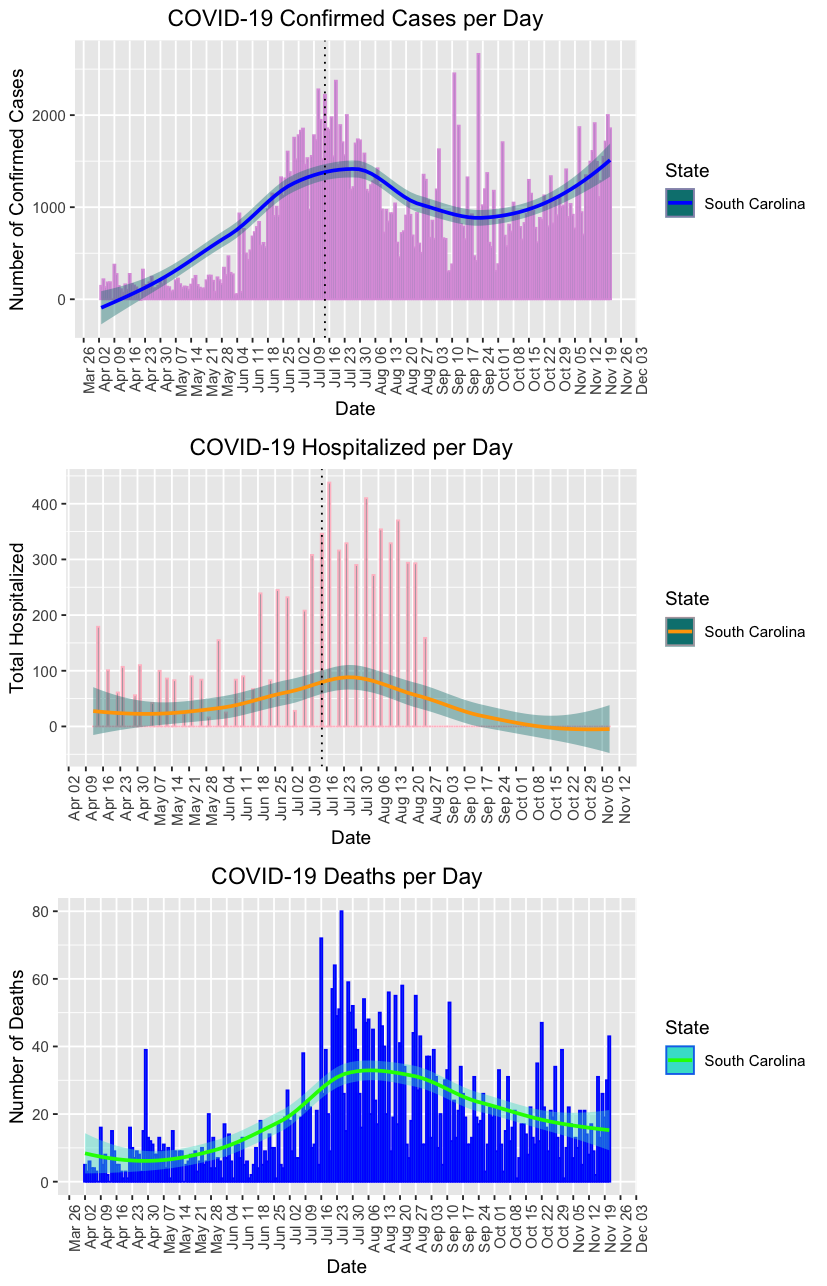 COVID-19 Confirmed Cases per Day
Number of Confirmed Cases
2000
1000
0
Mar 26
Apr 02
Apr 09
Apr 16
Apr 23
Apr 30
May 07
May 14
May 21
May 28
Jun 04
Jun 11
Jun 18
Jun 25
Jul 02
Jul 09
Jul 16
Jul 23
Jul 30
Aug 06
Aug 13
Aug 20
Aug 27
Sep 03
Sep 10
Sep 17
Sep 24
Oct 01
Oct 08
Oct 15
Oct 22
Oct 29
Nov 05
Nov 12
Nov 19
Nov 26
Dec 03
Date
State
South Carolina
COVID-19 Hospitalized per Day
Total Hospitalized
400
300
200
100
0
Apr 02
Apr 09
Apr 16
Apr 23
Apr 30
May 07
May 14
May 21
May 28
Jun 04
Jun 11
Jun 18
Jun 25
Jul 02
Jul 09
Jul 16
Jul 23
Jul 30
Aug 06
Aug 13
Aug 20
Aug 27
Sep 03
Sep 10
Sep 17
Sep 24
Oct 01
Oct 08
Oct 15
Oct 22
Oct 29
Nov 05
Nov 12
Date
State
South Carolina
COVID-19 Deaths per Day
Number of Deaths
80
60
40
20
0
Mar 26
Apr 02
Apr 09
Apr 16
Apr 23
Apr 30
May 07
May 14
May 21
May 28
Jun 04
Jun 11
Jun 18
Jun 25
Jul 02
Jul 09
Jul 16
Jul 23
Jul 30
Aug 06
Aug 13
Aug 20
Aug 27
Sep 03
Sep 10
Sep 17
Sep 24
Oct 01
Oct 08
Oct 15
Oct 22
Oct 29
Nov 05
Nov 12
Nov 19
Nov 26
Dec 03
Date
State
South Carolina